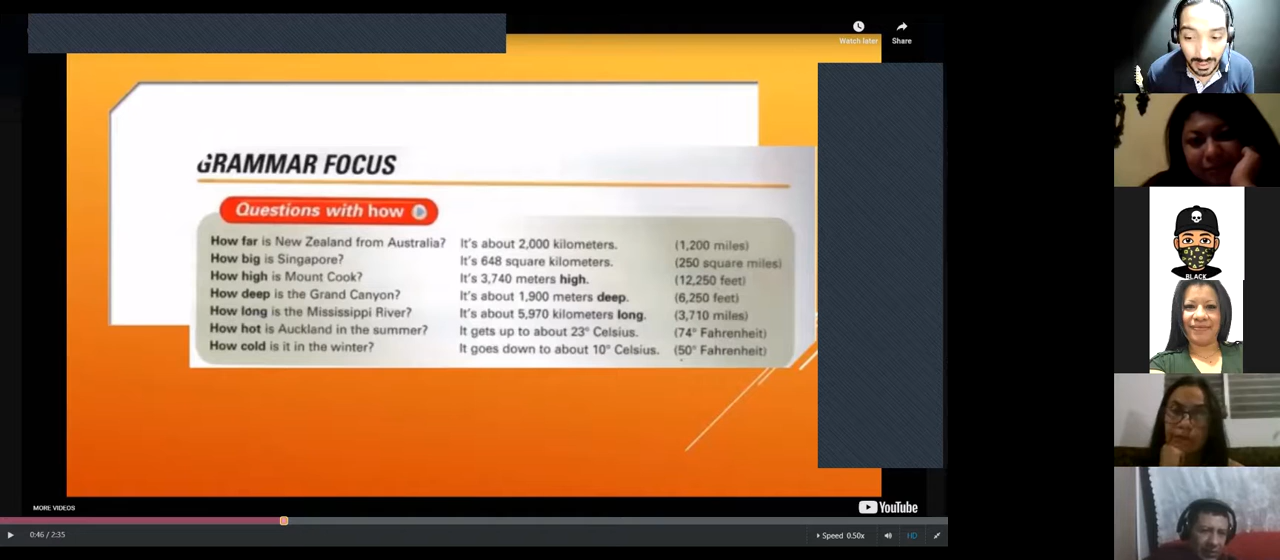 Watch later
Share
GRAMMAR FOCUS
Questions with how
How far is New Zealand from Australia? It's about 2,000 kilometers. (1,200 miles)
How big is Singapore? It's 648 square kilometers. (250 square miles)
How high is Mount Cook? It's 3,740 meters high. (12,250 feet)
How deep is the Grand Canyon? It's about 1,900 meters deep. (6,250 feet)
How long is the Mississippi River? It's about 5,970 kilometers long. (3,710 miles)
How hot is Auckland in the summer? It gets up to about 23° Celsius. (74° Fahrenheit)
How cold is it in the winter? It goes down to about 10° Celsius. (50° Fahrenheit)
BLACK
MORE VIDEOS
YouTube
0:46 / 2:35
Speed 0.50x
HD